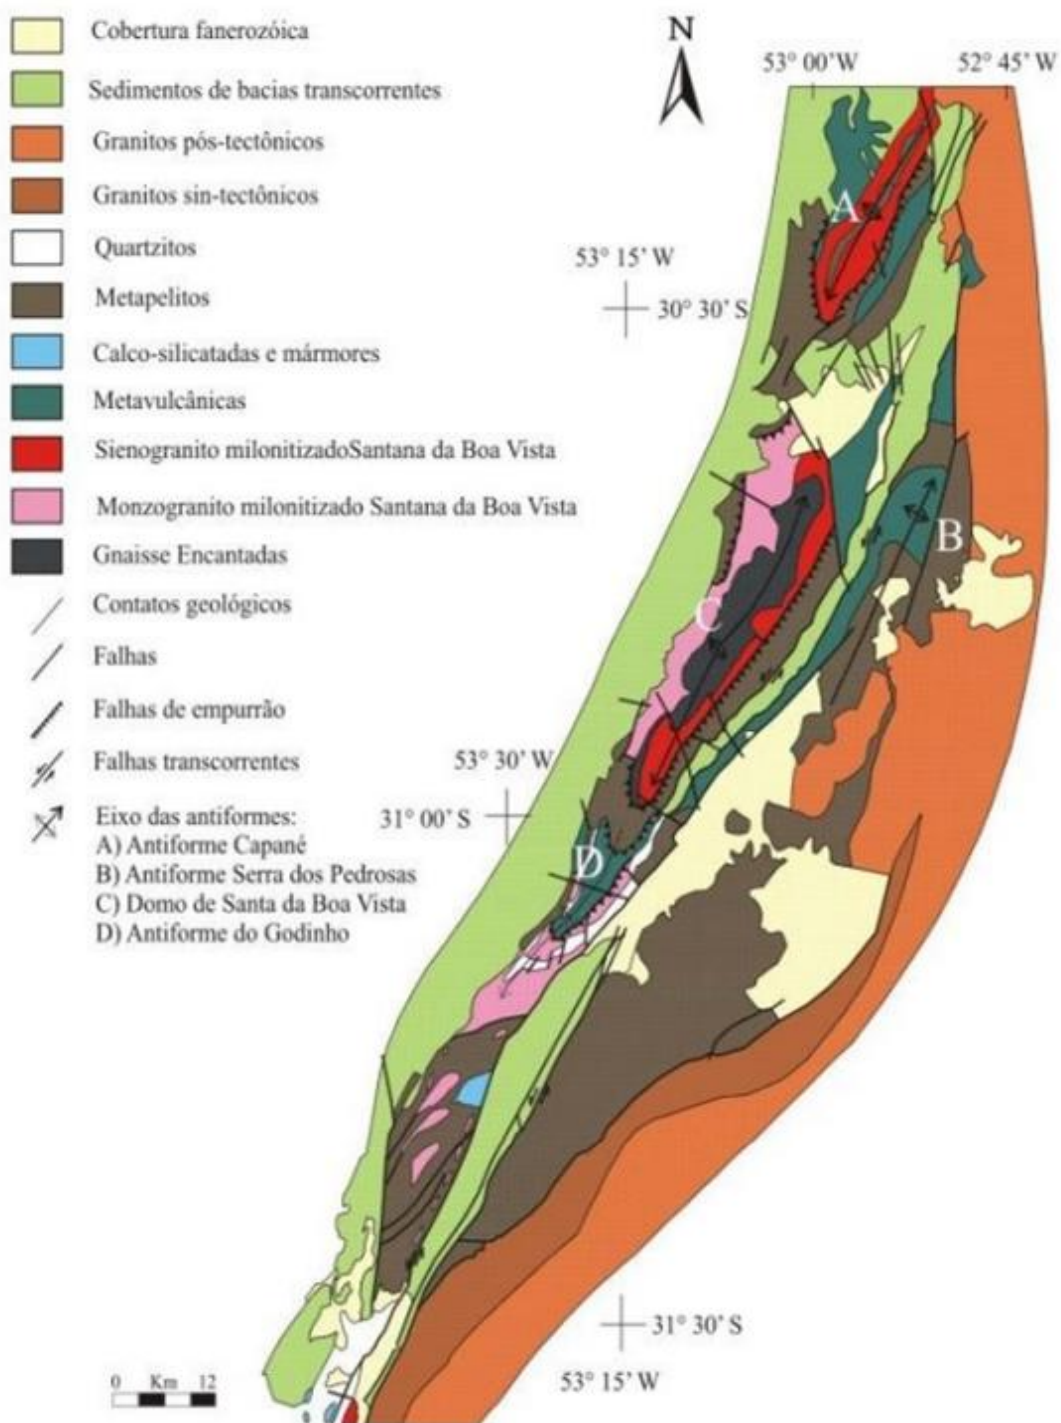 Cobertura fanerozóica
Sedimentos de bacias transcorrentes
Granitos pós-tectônicos
Granitos sin-tectônicos
Quartzitos
Metapelitos
Calco-silicatadas e mármores
Metavulcânicas
Sienogranito milonitizadoSantana da Boa Vista
Monzogranito milonitizado Santana da Boa Vista
Gnaisse Encantadas
Contatos geológicos
Falhas
Falhas de empurrão
Falhas transcorrentes
Eixo das antiformes:
A) Antiforme Capané
B) Antiforme Serra dos Pedrosas
C) Domo de Santa da Boa Vista
D) Antiforme do Godinho
0 Km 12
N
53° 00' W
52° 45' W
A
53° 15' W
30° 30' S
B
C
53° 30' W
31° 00' S
D
31° 30' S
53° 15' W